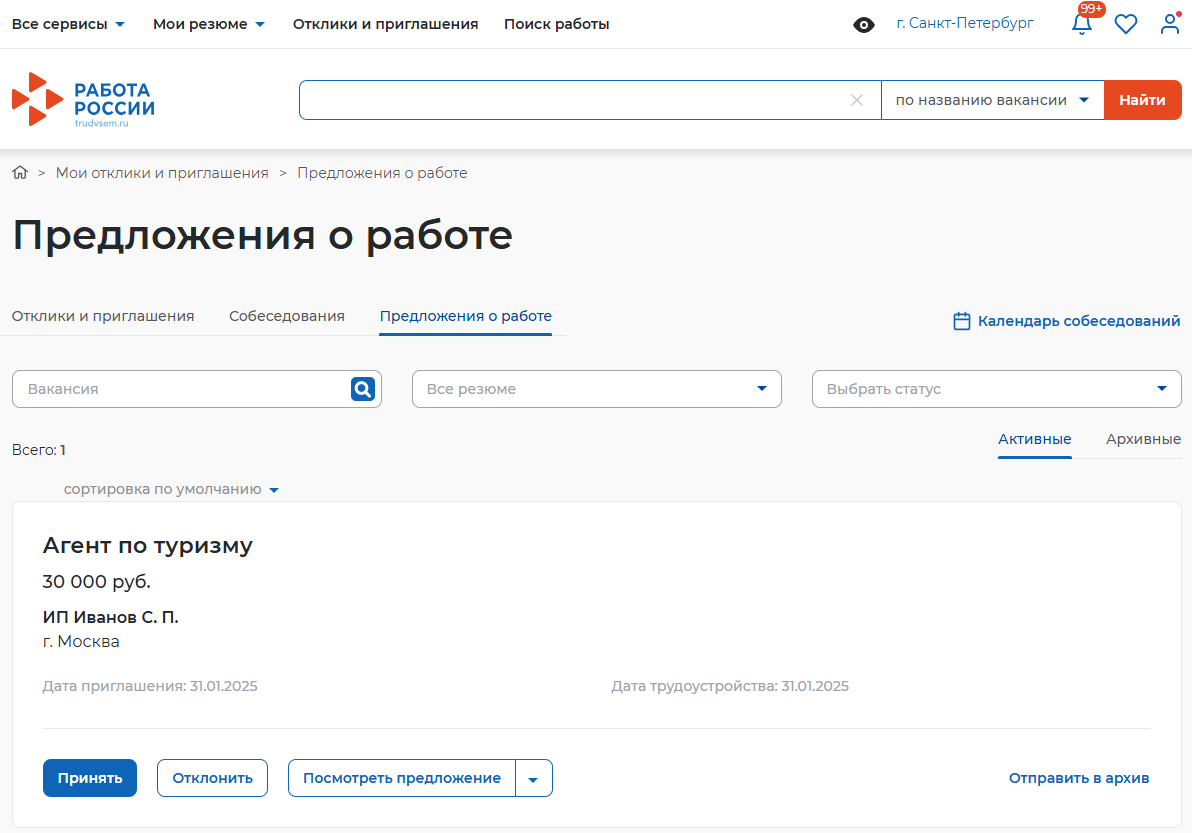 Все сервисы Мои резюме Отклики и приглашения Поиск работы г. Санкт-Петербург 99+
РАБОТА
РОССИИ
trudvsem.ru
по названию вакансии Найти
> Мои отклики и приглашения > Предложения о работе
Предложения о работе
Отклики и приглашения Собеседования Предложения о работе Календарь собеседований
Вакансия Все резюме Выбрать статус
Всего: 1 Активные Архивные
сортировка по умолчанию
Агент по туризму
30 000 руб.
ИП Иванов С. П.
г. Москва
Дата приглашения: 31.01.2025 Дата трудоустройства: 31.01.2025
Принять Отклонить Посмотреть предложение Отправить в архив